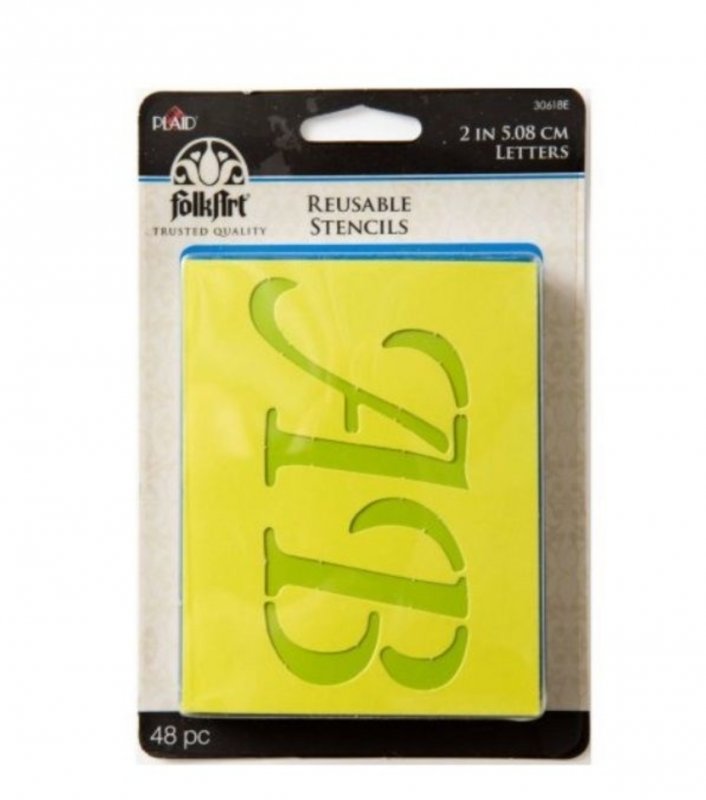 30618E
PLAID
2 IN 5.08 CM
LETTERS
folkArt
TRUSTED QUALITY
REUSABLE
STENCILS
A
B
48 pc